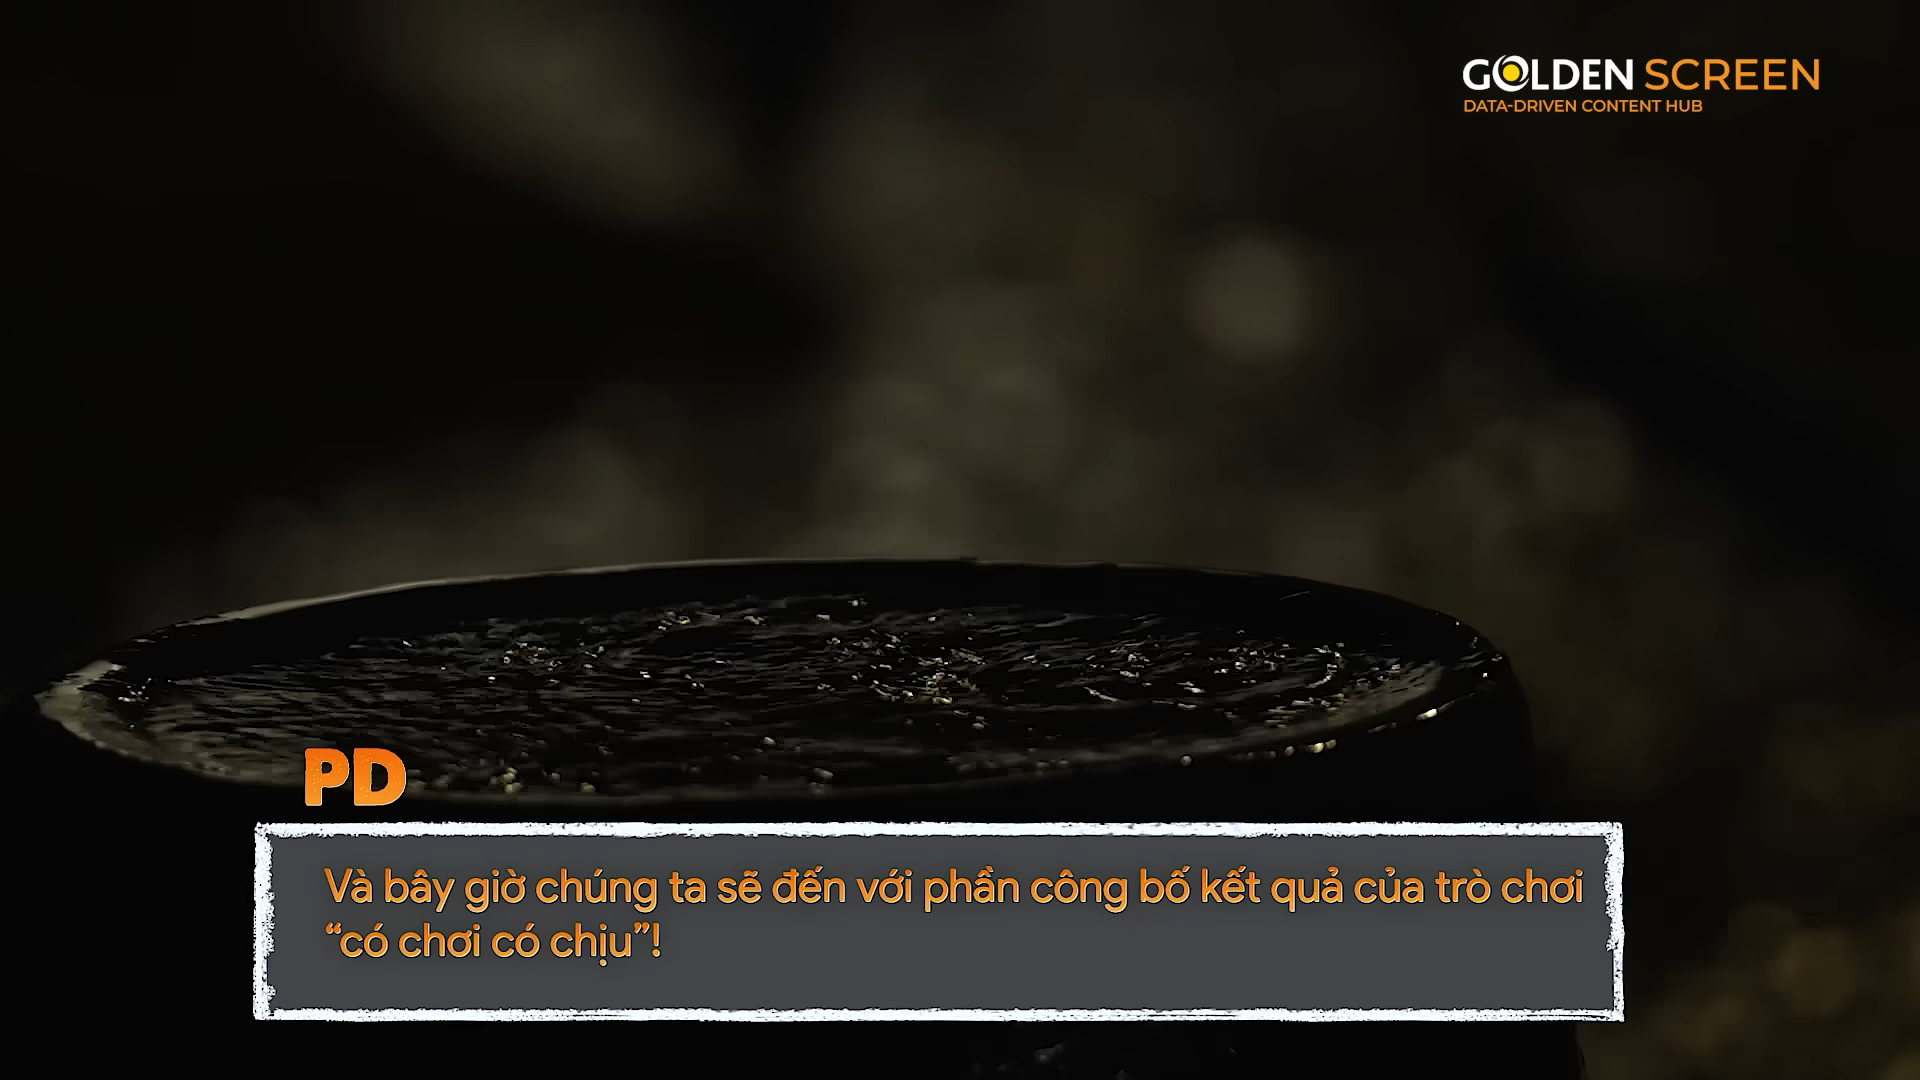 GOLDEN SCREEN
DATA-DRIVEN CONTENT HUB
PD
Và bây giờ chúng ta sẽ đến với phần công bố kết quả của trò chơi
“có chơi có chịu”!